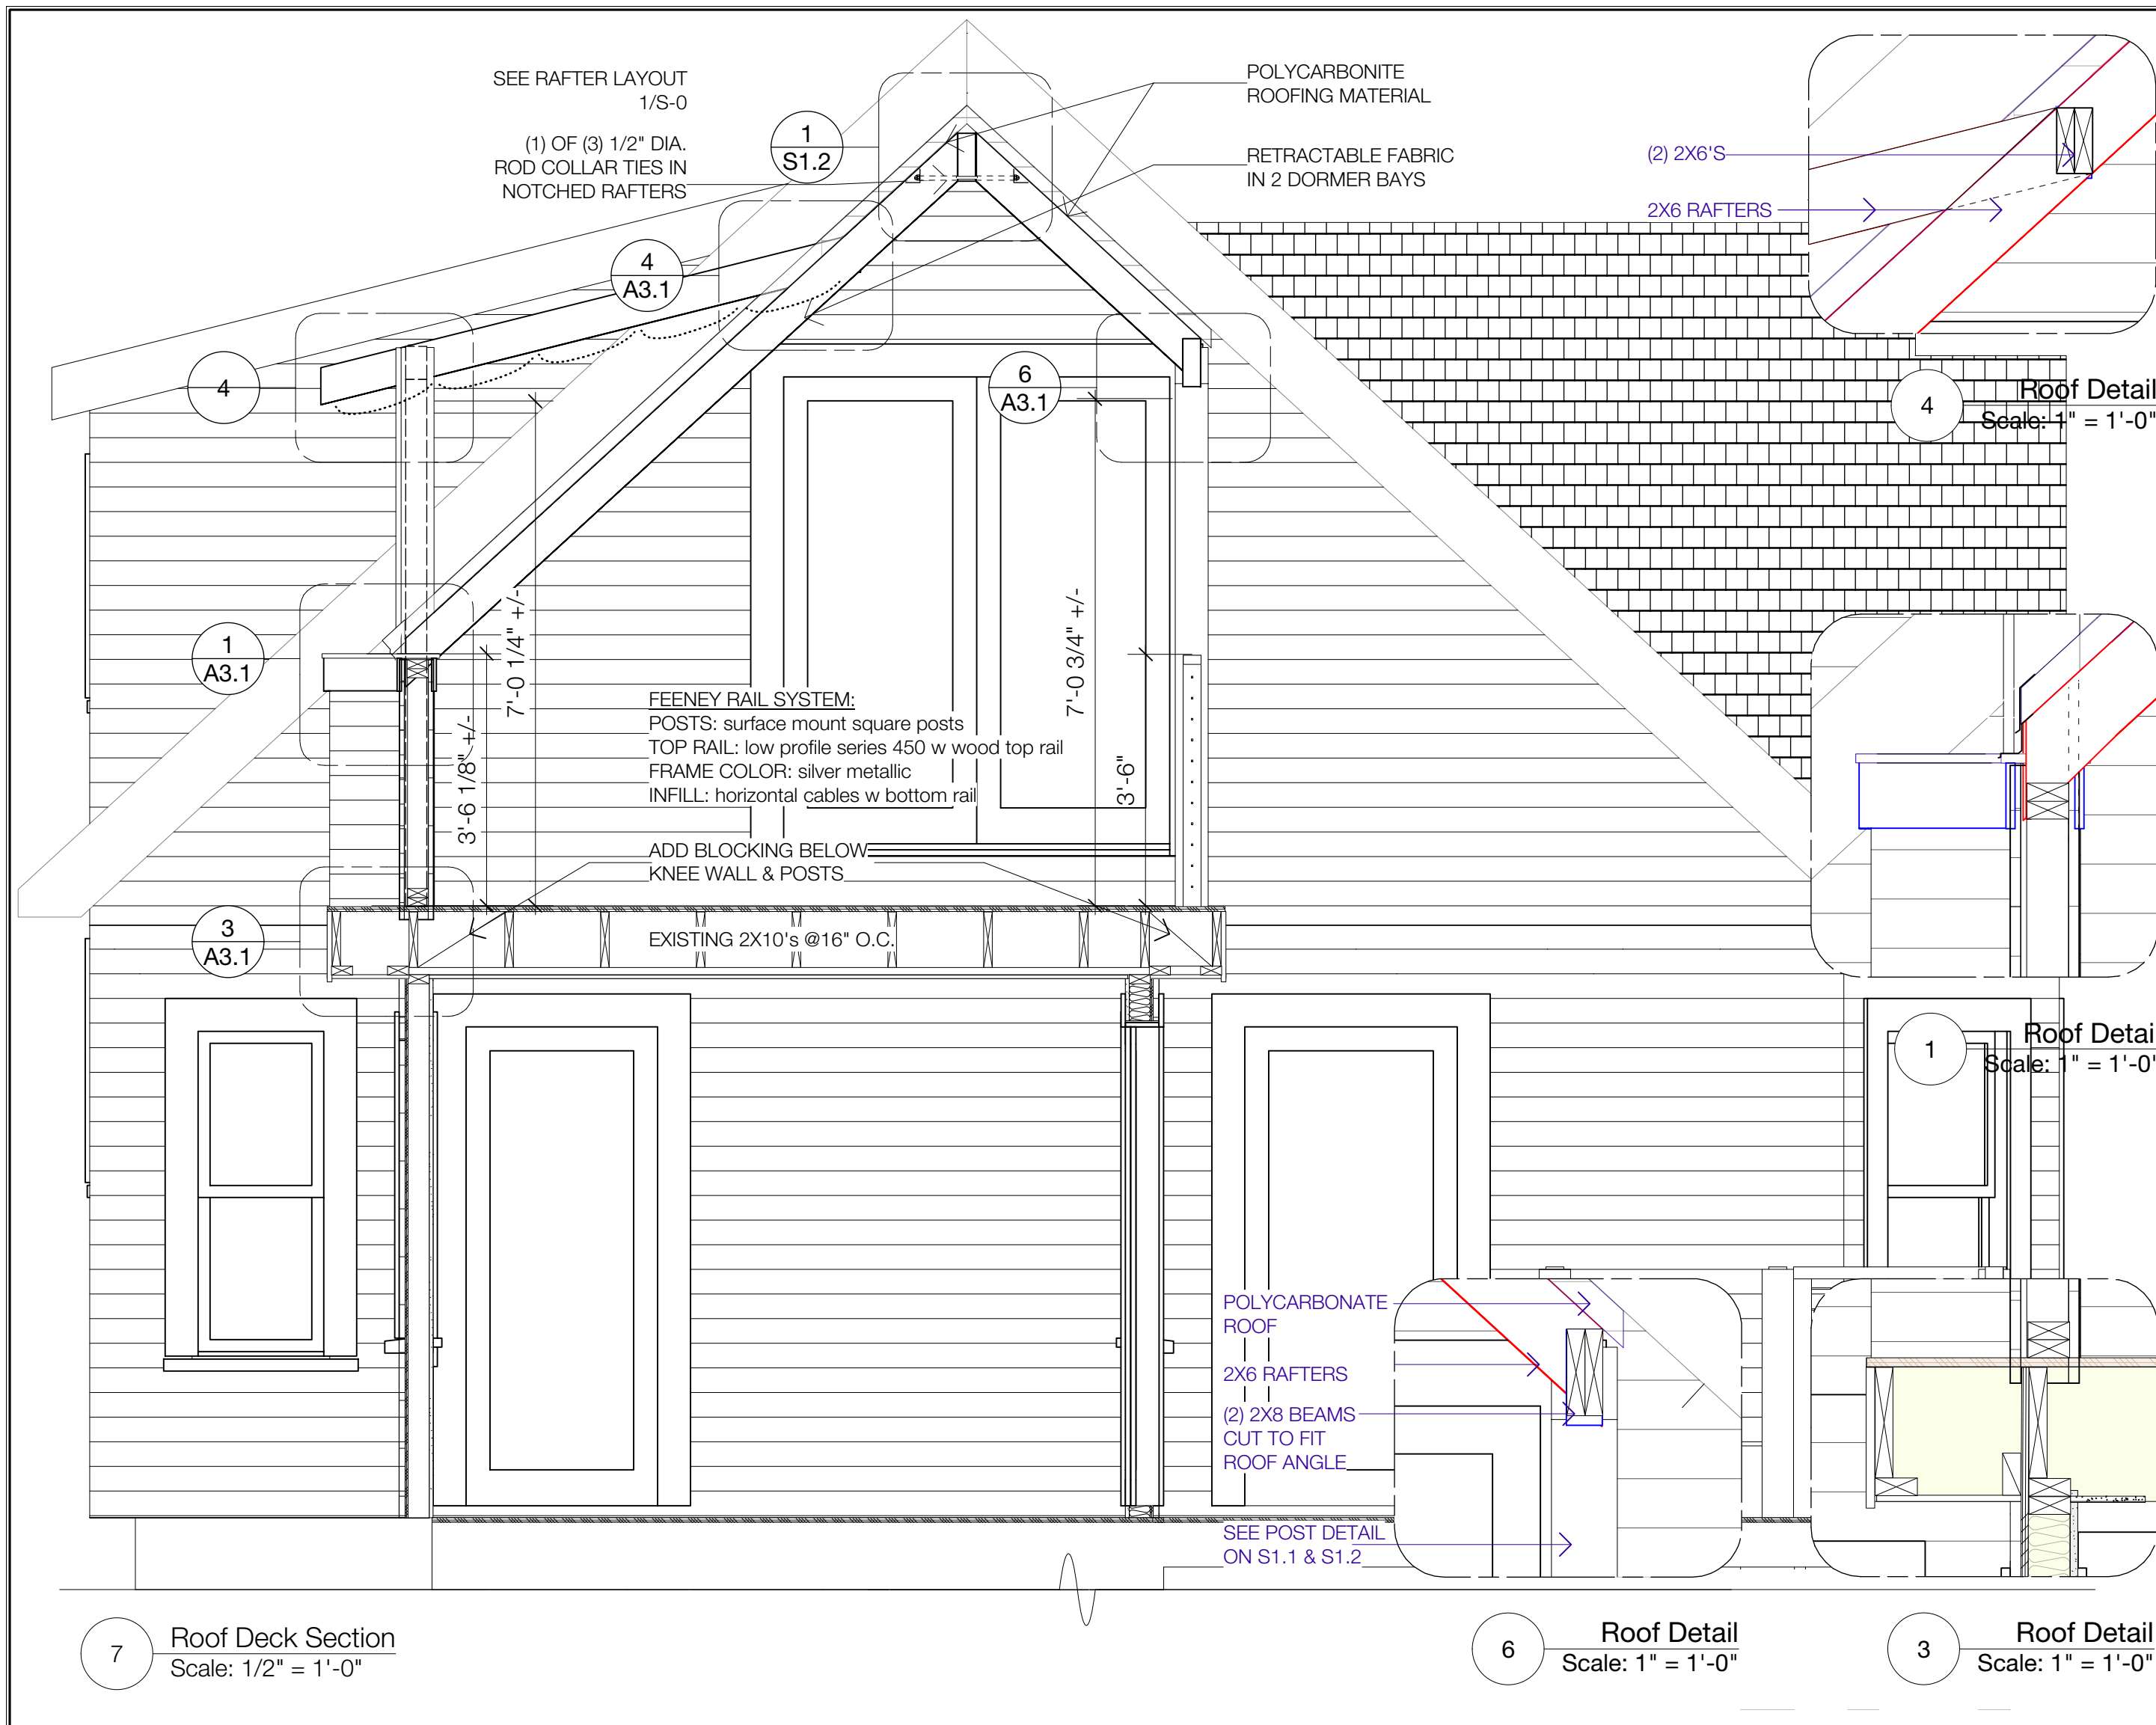 SEE RAFTER LAYOUT
1/S-0
(1) OF (3) 1/2" DIA.
ROD COLLAR TIES IN
NOTCHED RAFTERS
1
S1.2
POLYCARBONITE
ROOFING MATERIAL
RETRACTABLE FABRIC
IN 2 DORMER BAYS
(2) 2X6'S
2X6 RAFTERS
4
A3.1
4
6
A3.1
4
Roof Detail
Scale: 1" = 1'-0"
1
A3.1
7'-0 1/4" +/-
7'-0 3/4" +/-
3'-6 1/8" +/-
3'-6"
FEENEY RAIL SYSTEM:
POSTS: surface mount square posts
TOP RAIL: low profile series 450 w wood top rail
FRAME COLOR: silver metallic
INFILL: horizontal cables w bottom rail
ADD BLOCKING BELOW
KNEE WALL & POSTS
3
A3.1
EXISTING 2X10's @16" O.C.
1
Roof Detai
Scale: 1" = 1'-0"
POLYCARBONATE
ROOF
2X6 RAFTERS
(2) 2X8 BEAMS
CUT TO FIT
ROOF ANGLE
SEE POST DETAIL
ON S1.1 & S1.2
7
Roof Deck Section
Scale: 1/2" = 1'-0"
6
Roof Detail
Scale: 1" = 1'-0"
3
Roof Detail
Scale: 1" = 1'-0"